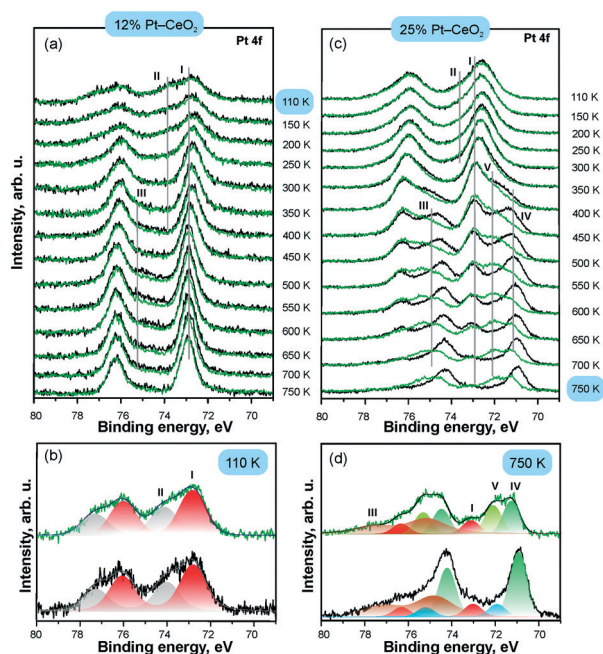 12% Pt–CeO₂
(a)
Pt 4f
II
I
III
110 K
150 K
200 K
250 K
300 K
350 K
400 K
450 K
500 K
550 K
600 K
650 K
700 K
750 K
Intensity, arb. u.
80 78 76 74 72 70
Binding energy, eV
25% Pt–CeO₂
(c)
Pt 4f
I
II
V
III
IV
110 K
150 K
200 K
250 K
300 K
350 K
400 K
450 K
500 K
550 K
600 K
650 K
700 K
750 K
80 78 76 74 72 70
Binding energy, eV
(b)
110 K
I
II
Intensity, arb. u.
80 78 76 74 72 70
Binding energy, eV
(d)
750 K
III
I
V
IV
Intensity, arb. u.
80 78 76 74 72 70
Binding energy, eV